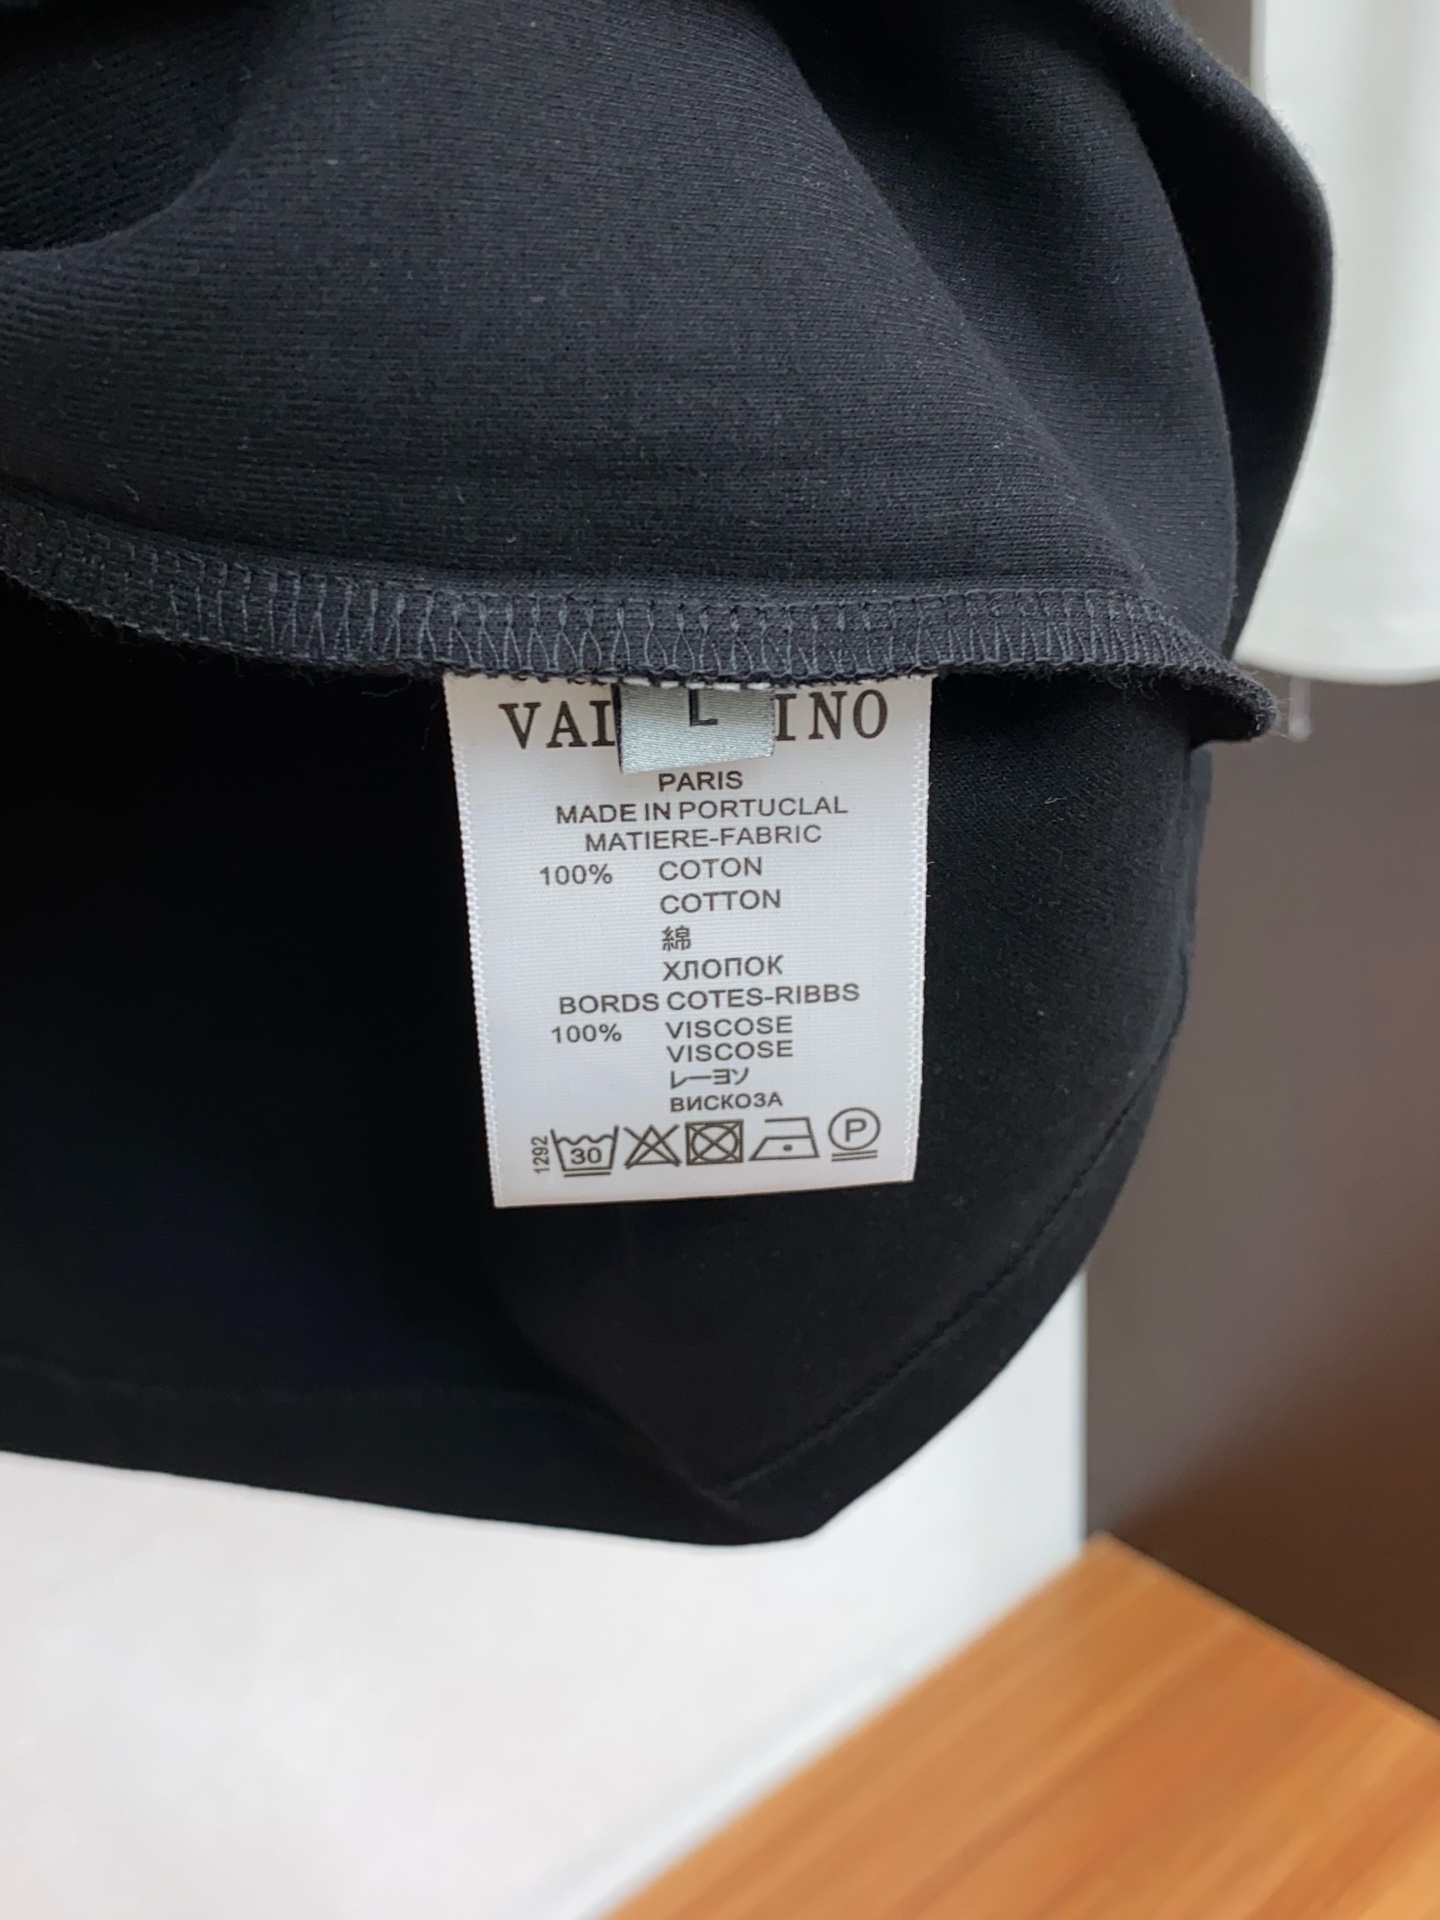 VAL INO
L
PARIS
MADE IN PORTUCLAL
MATIERE-FABRIC
100% COTON
COTTON
綿
ХЛОПОК
BORDS COTES-RIBBS
100% VISCOSE
VISCOSE
レーヨソ
ВИСКОЗА
1292
30
P